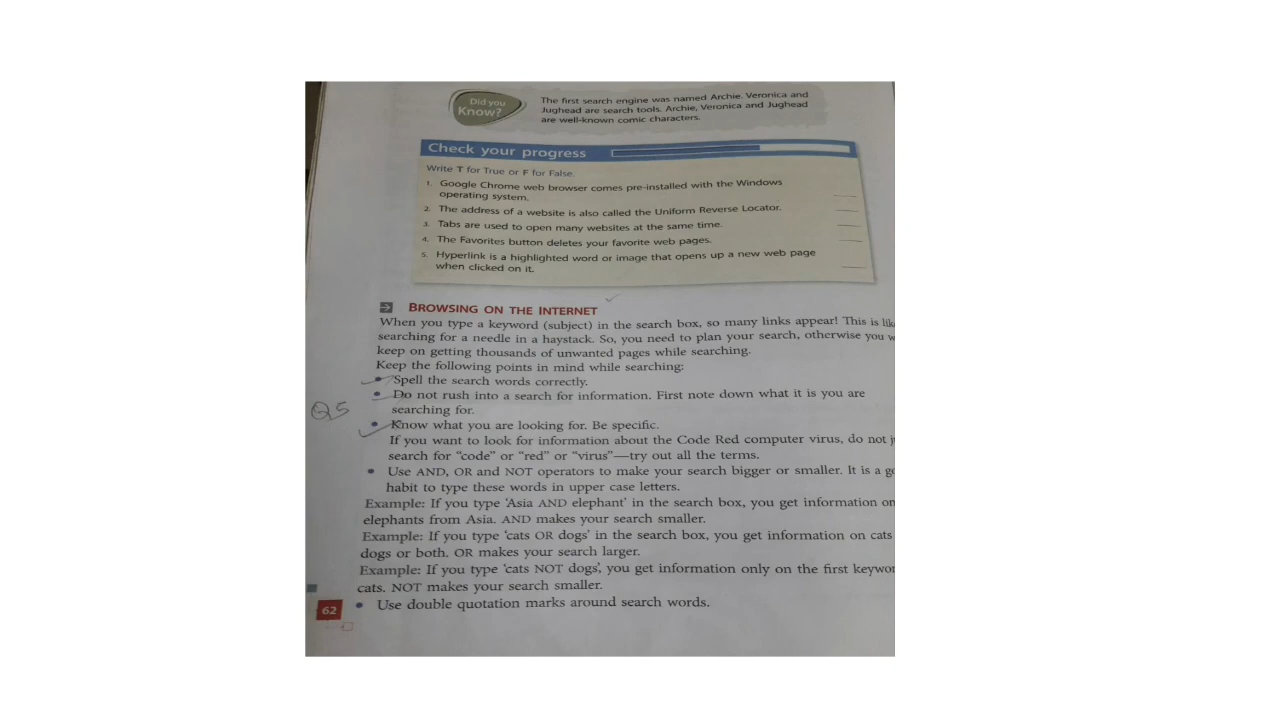 Did you
Know?
The first search engine was named Archie. Veronica and
Jughead are search tools. Archie, Veronica and Jughead
are well-known comic characters.
Check your progress
Write T for True or F for False.
1. Google Chrome web browser comes pre-installed with the Windows
operating system.
2. The address of a website is also called the Uniform Reverse Locator.
3. Tabs are used to open many websites at the same time.
4. The Favorites button deletes your favorite web pages.
5. Hyperlink is a highlighted word or image that opens up a new web page
when clicked on it.
BROWSING ON THE INTERNET
When you type a keyword (subject) in the search box, so many links appear! This is lik
searching for a needle in a haystack. So, you need to plan your search, otherwise you w
keep on getting thousands of unwanted pages while searching.
Keep the following points in mind while searching:
• Spell the search words correctly.
• Do not rush into a search for information. First note down what it is you are
searching for.
Q5
• Know what you are looking for. Be specific.
If you want to look for information about the Code Red computer virus, do not j
search for “code” or “red” or “virus”—try out all the terms.
• Use AND, OR and NOT operators to make your search bigger or smaller. It is a go
habit to type these words in upper case letters.
Example: If you type ‘Asia AND elephant’ in the search box, you get information on
elephants from Asia. AND makes your search smaller.
Example: If you type ‘cats OR dogs’ in the search box, you get information on cats
dogs or both. OR makes your search larger.
Example: If you type ‘cats NOT dogs’, you get information only on the first keywor
cats. NOT makes your search smaller.
• Use double quotation marks around search words.
62